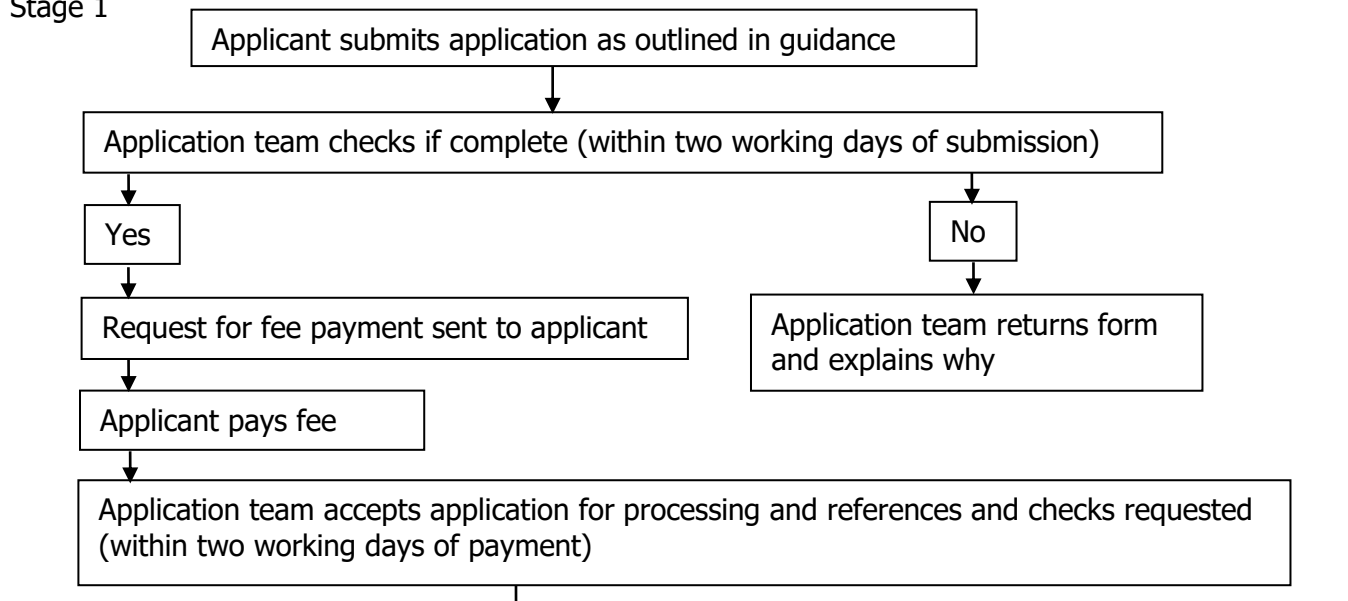 Stage 1
Applicant submits application as outlined in guidance
Application team checks if complete (within two working days of submission)
Yes
No
Request for fee payment sent to applicant
Application team returns form
and explains why
Applicant pays fee
Application team accepts application for processing and references and checks requested
(within two working days of payment)